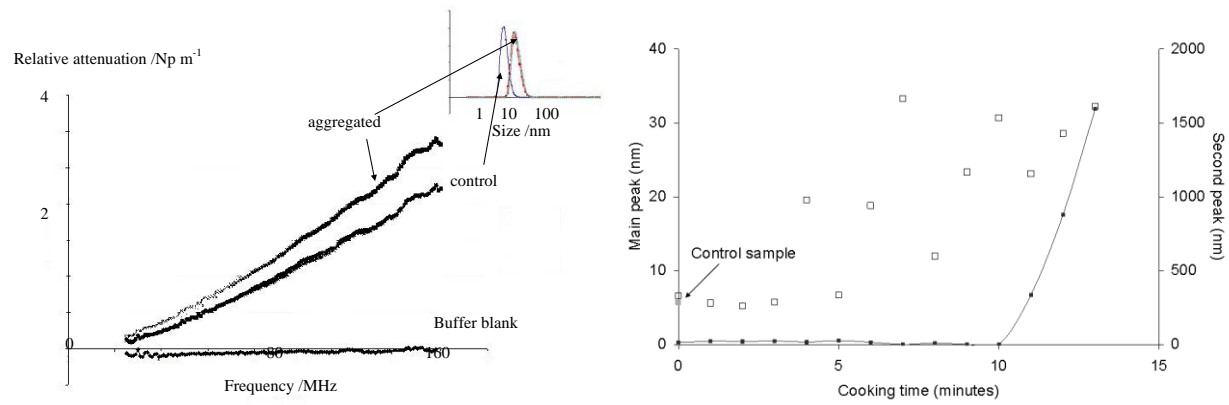 Relative attenuation /Np m-1
4
aggregated
1 10 100
Size /nm
control
2
Buffer blank
0 80 160
Frequency /MHz
40 2000
30 1500
20 1000
10 500
0 0
Main peak (nm)
Second peak (nm)
Control sample
0 5 10 15
Cooking time (minutes)